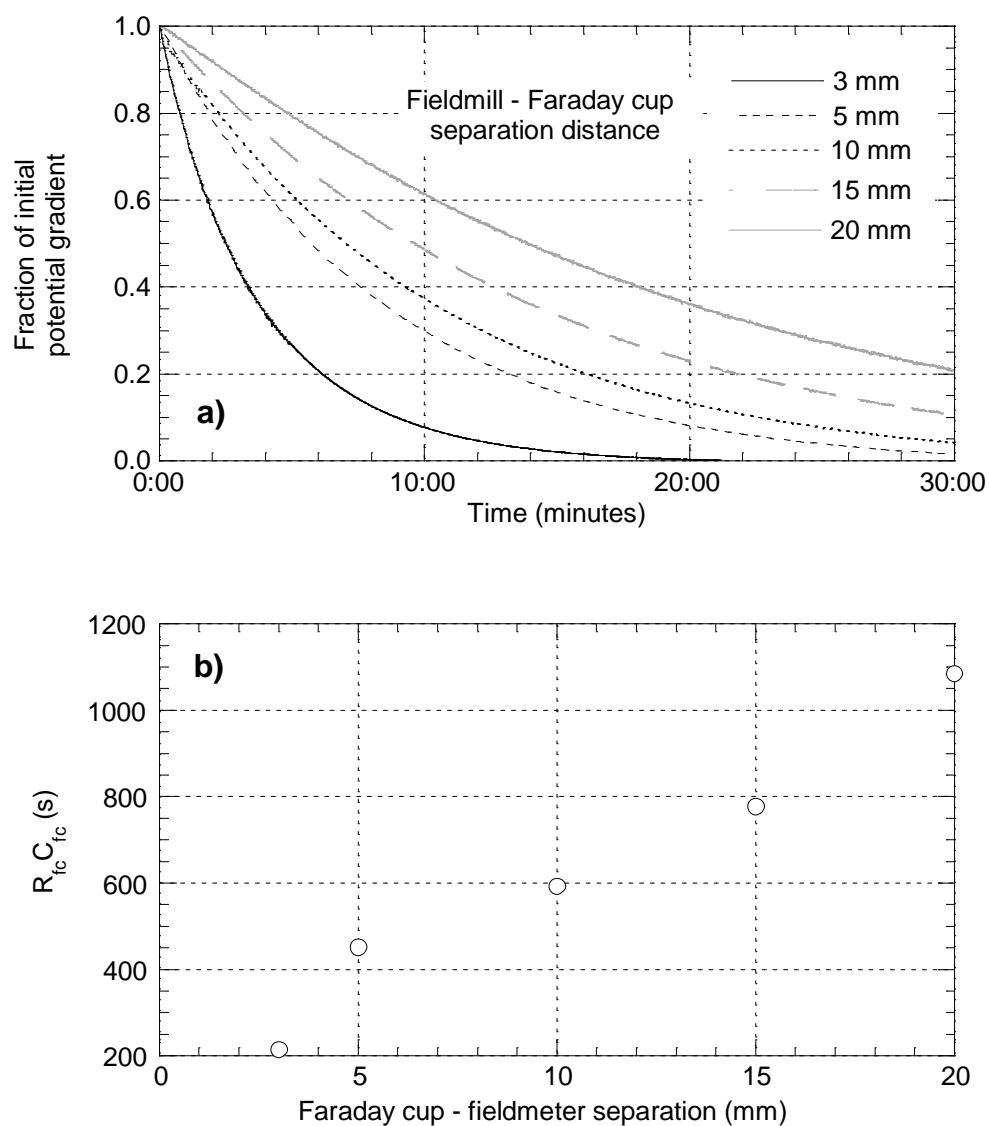 1.0
0.8
0.6
0.4
0.2
0.0
Fraction of initial
potential gradient
Fieldmill - Faraday cup
separation distance
3 mm
5 mm
10 mm
15 mm
20 mm
a)
0:00 10:00 20:00 30:00
Time (minutes)
1200
1000
800
600
400
200
b)
R_fc C_fc (s)
0 5 10 15 20
Faraday cup - fieldmeter separation (mm)